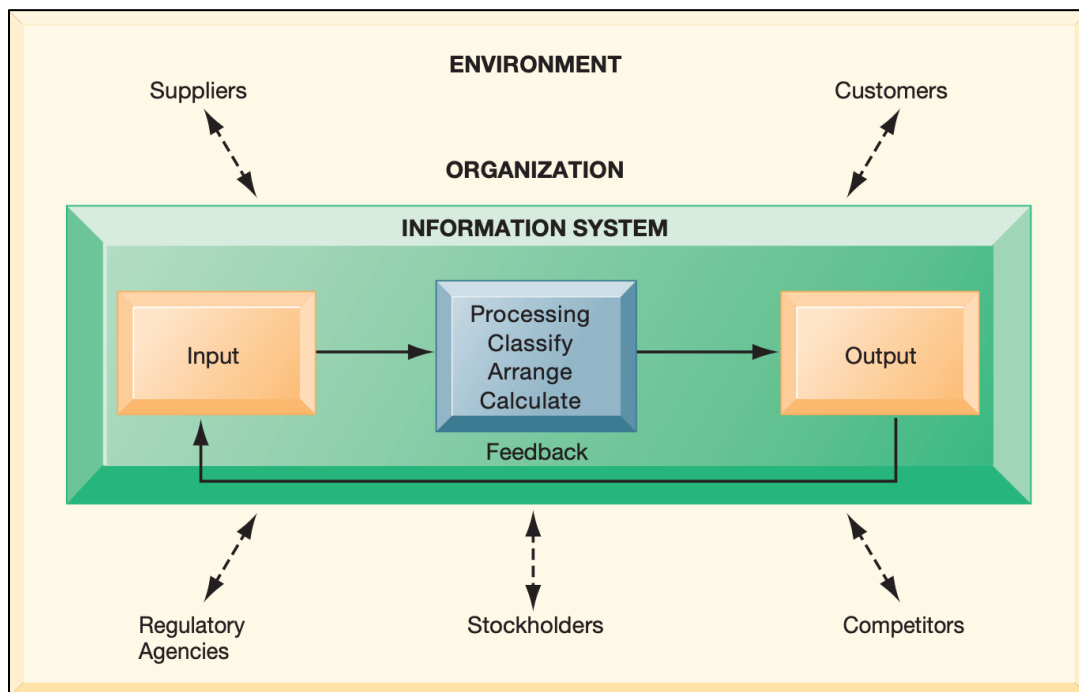 ENVIRONMENT
Suppliers
Customers
ORGANIZATION
INFORMATION SYSTEM
Input
Processing
Classify
Arrange
Calculate
Output
Feedback
Regulatory
Agencies
Stockholders
Competitors